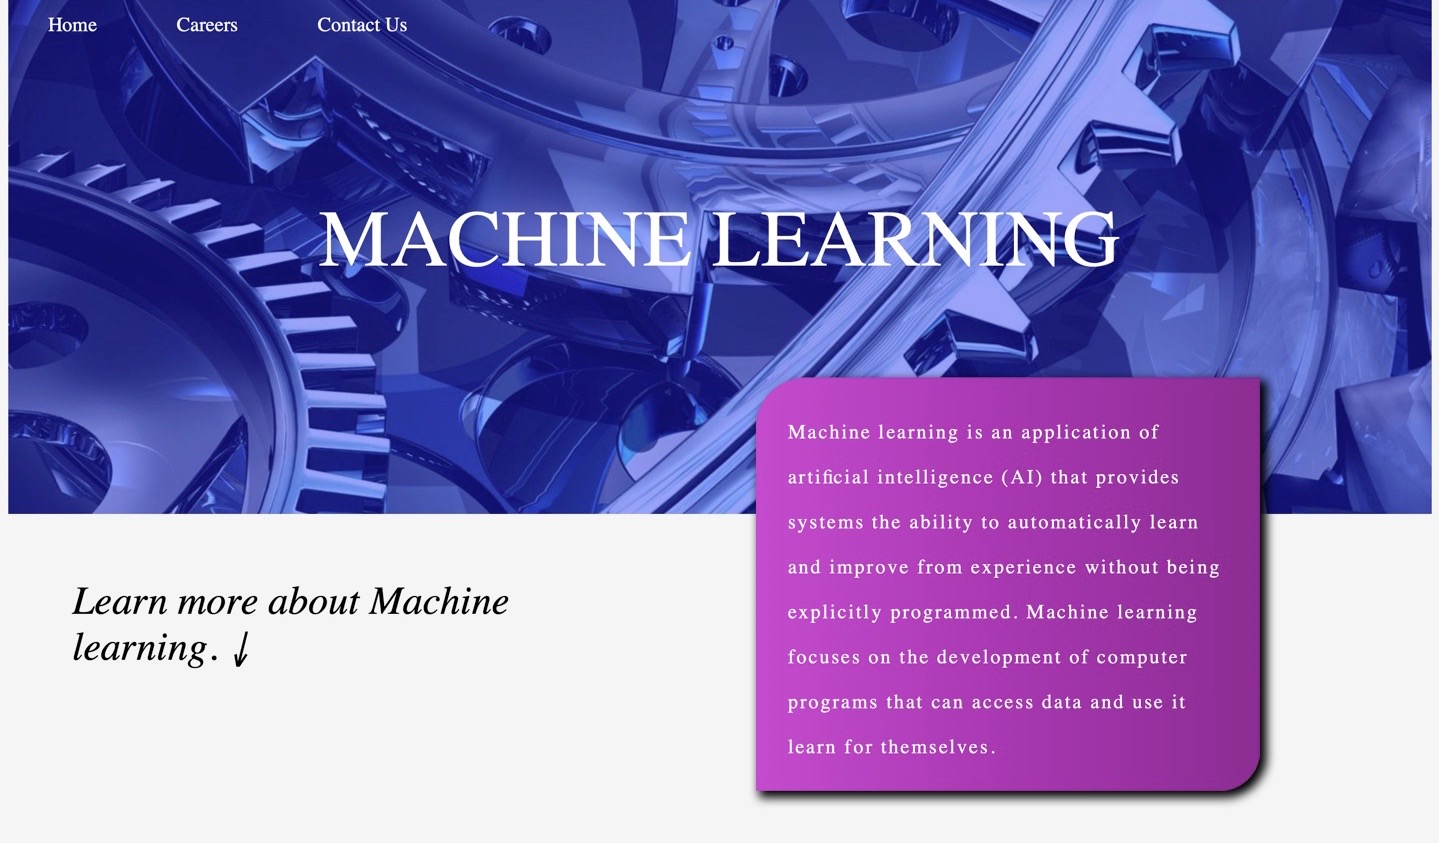 Home Careers Contact Us
MACHINE LEARNING
Machine learning is an application of
artificial intelligence (AI) that provides
systems the ability to automatically learn
and improve from experience without being
explicitly programmed. Machine learning
focuses on the development of computer
programs that can access data and use it
learn for themselves.
Learn more about Machine
learning. ↓